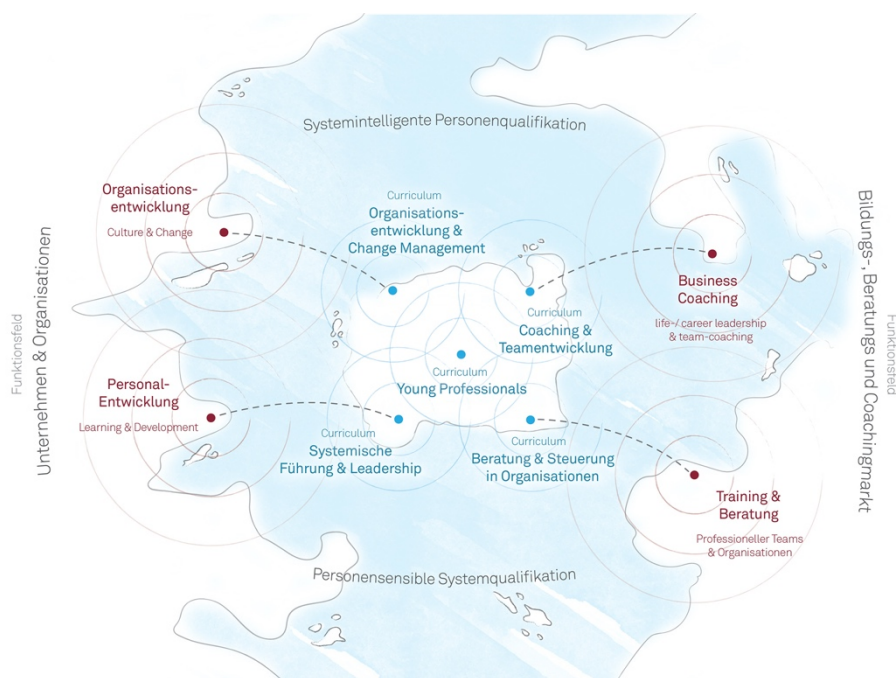 Systemintelligente Personenqualifikation
Funktionsfeld
Unternehmen & Organisationen
Organisations-
entwicklung
Culture & Change
Personal-
Entwicklung
Learning & Development
Curriculum
Organisations-
entwicklung &
Change Management
Curriculum
Coaching &
Teamentwicklung
Curriculum
Young Professionals
Curriculum
Systemische
Führung & Leadership
Curriculum
Beratung & Steuerung
in Organisationen
Business
Coaching
life-/ career leadership
& team-coaching
Training &
Beratung
Professioneller Teams
& Organisationen
Bildungs-, Beratungs und Coachingmarkt
Funktionsfeld
Personensensible Systemqualifikation